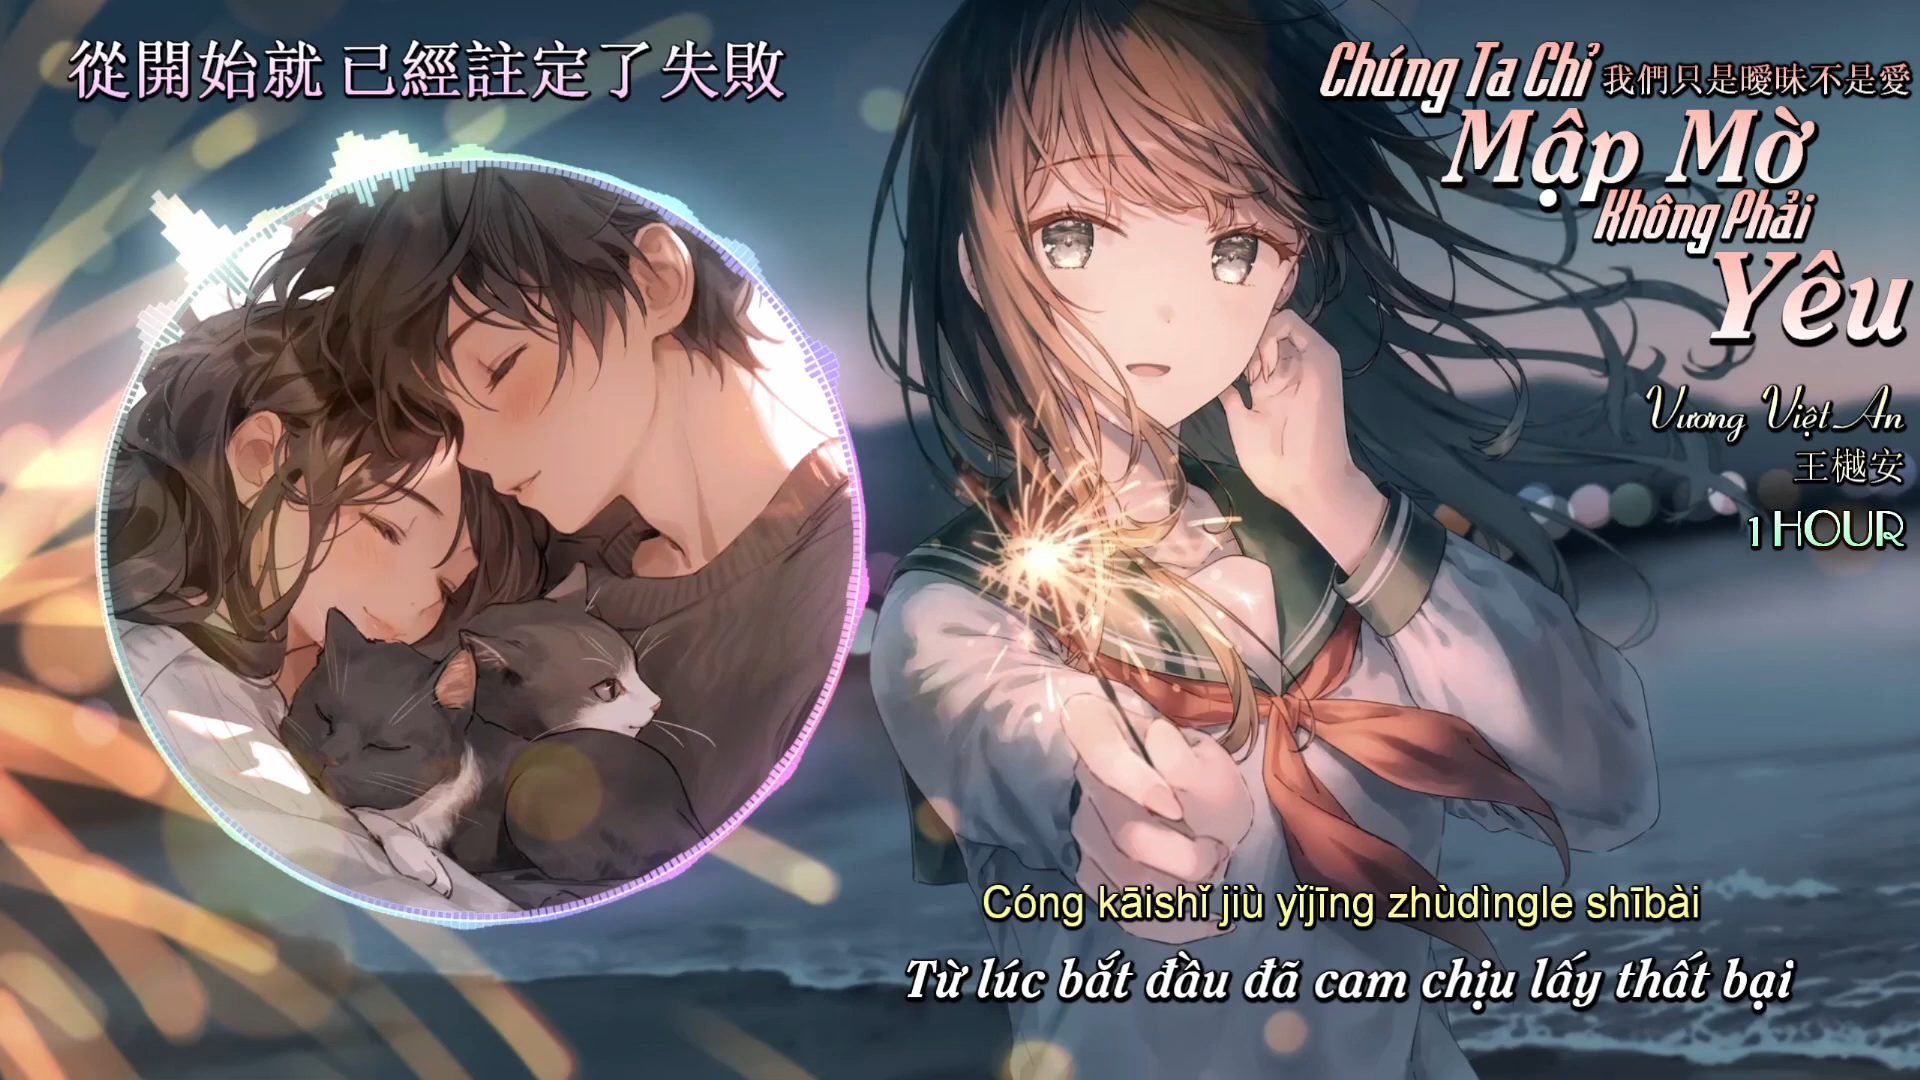 從開始就 已經註定了失敗
Chúng Ta Chỉ 我們只是曖昧不是愛
Mập Mờ
Không Phải
Yêu
Vương Việt An
王樾安
1 HOUR
Cóng kāishǐ jiù yǐjīng zhùdìngle shībài
Từ lúc bắt đầu đã cam chịu lấy thất bại